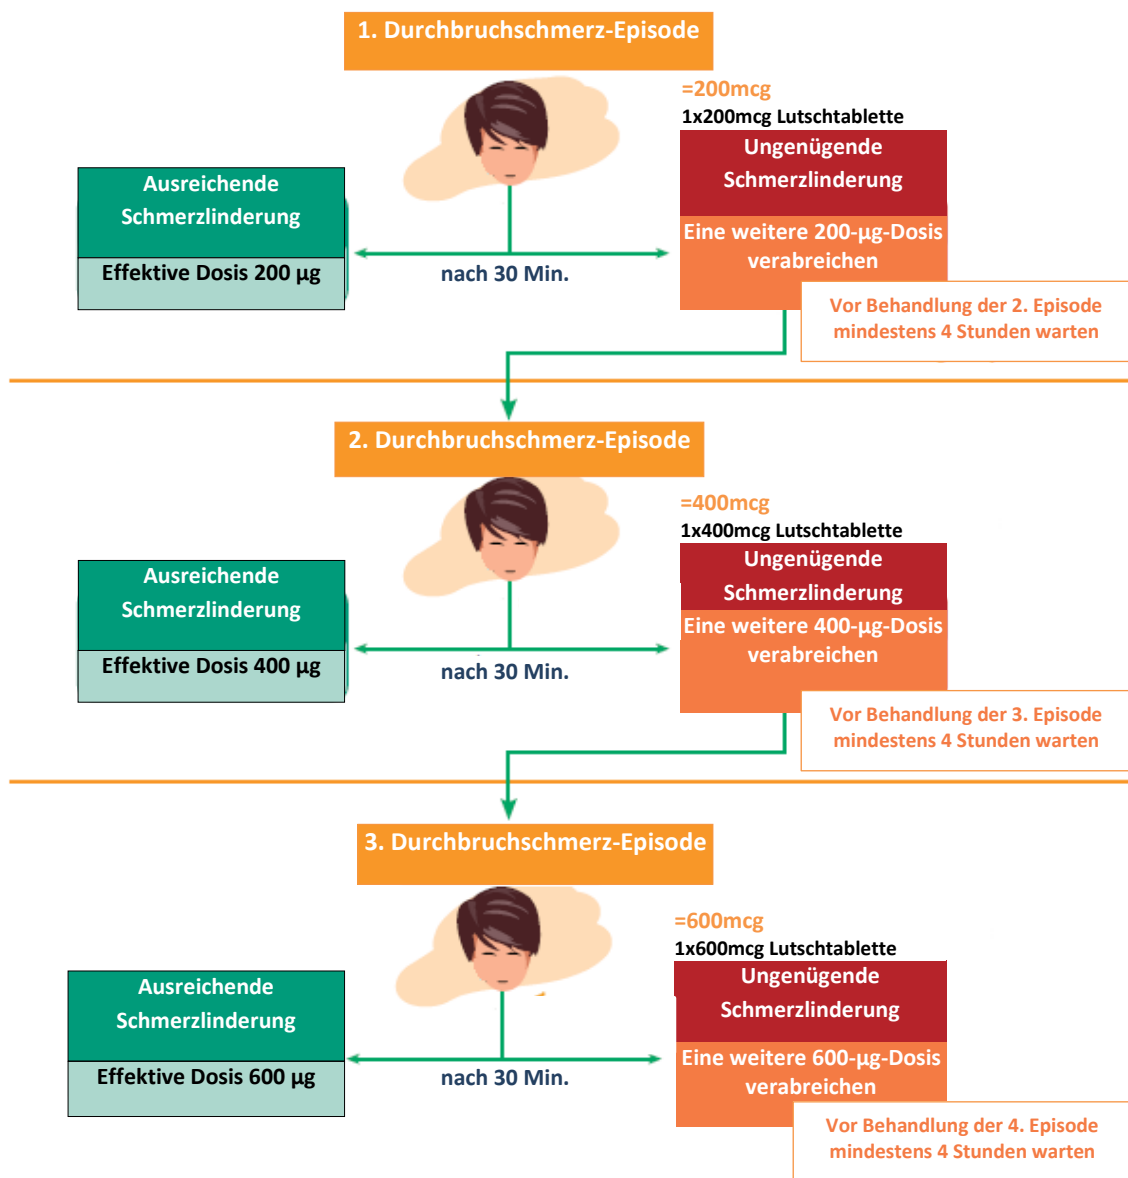 1. Durchbruchschmerz-Episode
=200mcg
1x200mcg Lutschtablette
Ausreichende
Schmerzlinderung
Effektive Dosis 200 µg
nach 30 Min.
Ungenügende
Schmerzlinderung
Eine weitere 200-µg-Dosis
verabreichen
Vor Behandlung der 2. Episode
mindestens 4 Stunden warten
2. Durchbruchschmerz-Episode
=400mcg
1x400mcg Lutschtablette
Ausreichende
Schmerzlinderung
Effektive Dosis 400 µg
nach 30 Min.
Ungenügende
Schmerzlinderung
Eine weitere 400-µg-Dosis
verabreichen
Vor Behandlung der 3. Episode
mindestens 4 Stunden warten
3. Durchbruchschmerz-Episode
=600mcg
1x600mcg Lutschtablette
Ausreichende
Schmerzlinderung
Effektive Dosis 600 µg
nach 30 Min.
Ungenügende
Schmerzlinderung
Eine weitere 600-µg-Dosis
verabreichen
Vor Behandlung der 4. Episode
mindestens 4 Stunden warten